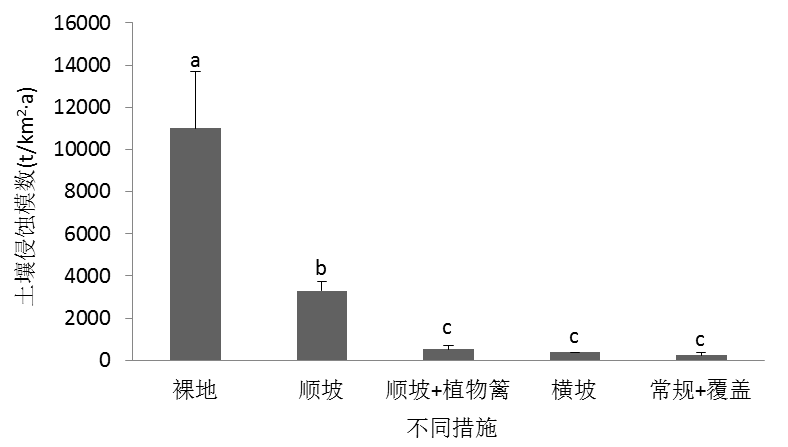 土壤侵蚀模数(t/km²·a)
16000
14000
12000
10000
8000
6000
4000
2000
0
a
b
c
c
c
裸地
顺坡
顺坡+植物篱
横坡
常规+覆盖
不同措施